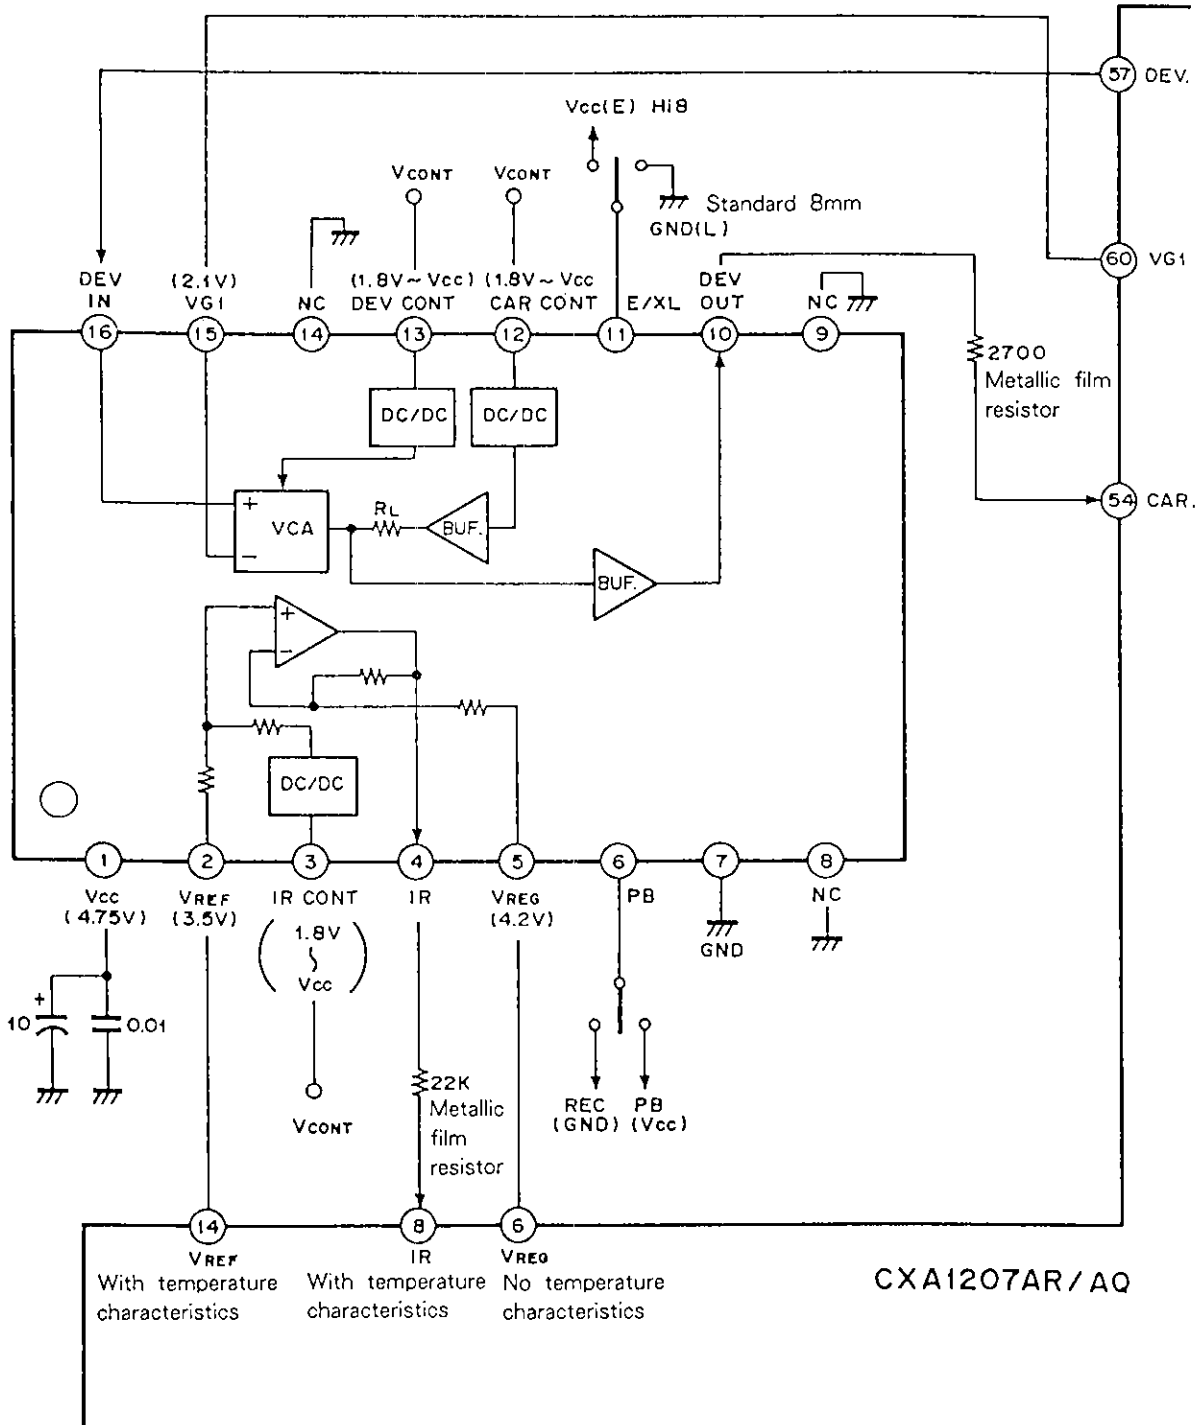 57 DEV.
Vcc(E) Hi8
VCONT
VCONT
Standard 8mm
GND(L)
60 VG1
DEV IN
(2.1V)
VG1
NC
(1.8V~Vcc)
DEV CONT
(1.8V~Vcc
CAR CONT
E/XL
DEV OUT
NC
16
15
14
13
12
11
10
9
2700
Metallic film
resistor
DC/DC
DC/DC
54 CAR.
+
VCA
−
RL
BUF.
BUF.
+
−
DC/DC
1
2
3
4
5
6
7
8
Vcc
(4.75V)
VREF
(3.5V)
IR CONT
(1.8V
~
Vcc)
IR
VREG
(4.2V)
PB
GND
NC
+
10
0.01
VCONT
22K
Metallic
film
resistor
REC
(GND)
PB
(Vcc)
14
8
6
VREF
With temperature
characteristics
IR
With temperature
characteristics
VREG
No temperature
characteristics
CXA1207AR/AQ